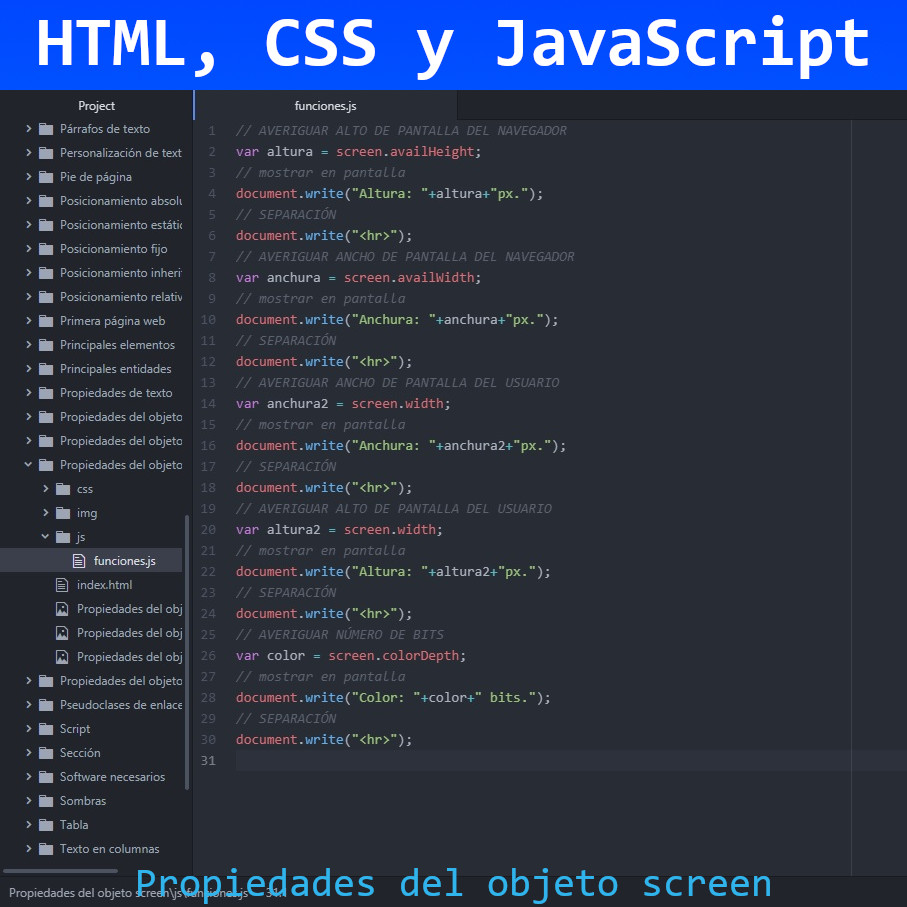 HTML, CSS y JavaScript
Project
Párrafos de texto
Personalización de text
Pie de página
Posicionamiento absolu
Posicionamiento estátic
Posicionamiento fijo
Posicionamiento inheri
Posicionamiento relativ
Primera página web
Principales elementos
Principales entidades
Propiedades de texto
Propiedades del objeto
Propiedades del objeto
Propiedades del objeto
css
img
js
funciones.js
index.html
Propiedades del obj
Propiedades del obj
Propiedades del obj
Propiedades del objeto
Pseudoclases de enlace
Script
Sección
Software necesarios
Sombras
Tabla
Texto en columnas
funciones.js
1 // AVERIGUAR ALTO DE PANTALLA DEL NAVEGADOR
2 var altura = screen.availHeight;
3 // mostrar en pantalla
4 document.write("Altura: "+altura+"px.");
5 // SEPARACIÓN
6 document.write("<hr>");
7 // AVERIGUAR ANCHO DE PANTALLA DEL NAVEGADOR
8 var anchura = screen.availWidth;
9 // mostrar en pantalla
10 document.write("Anchura: "+anchura+"px.");
11 // SEPARACIÓN
12 document.write("<hr>");
13 // AVERIGUAR ANCHO DE PANTALLA DEL USUARIO
14 var anchura2 = screen.width;
15 // mostrar en pantalla
16 document.write("Anchura: "+anchura2+"px.");
17 // SEPARACIÓN
18 document.write("<hr>");
19 // AVERIGUAR ALTO DE PANTALLA DEL USUARIO
20 var altura2 = screen.width;
21 // mostrar en pantalla
22 document.write("Altura: "+altura2+"px.");
23 // SEPARACIÓN
24 document.write("<hr>");
25 // AVERIGUAR NÚMERO DE BITS
26 var color = screen.colorDepth;
27 // mostrar en pantalla
28 document.write("Color: "+color+" bits.");
29 // SEPARACIÓN
30 document.write("<hr>");
31
Propiedades del objeto screen\js\funciones.js 31:1
Propiedades del objeto screen